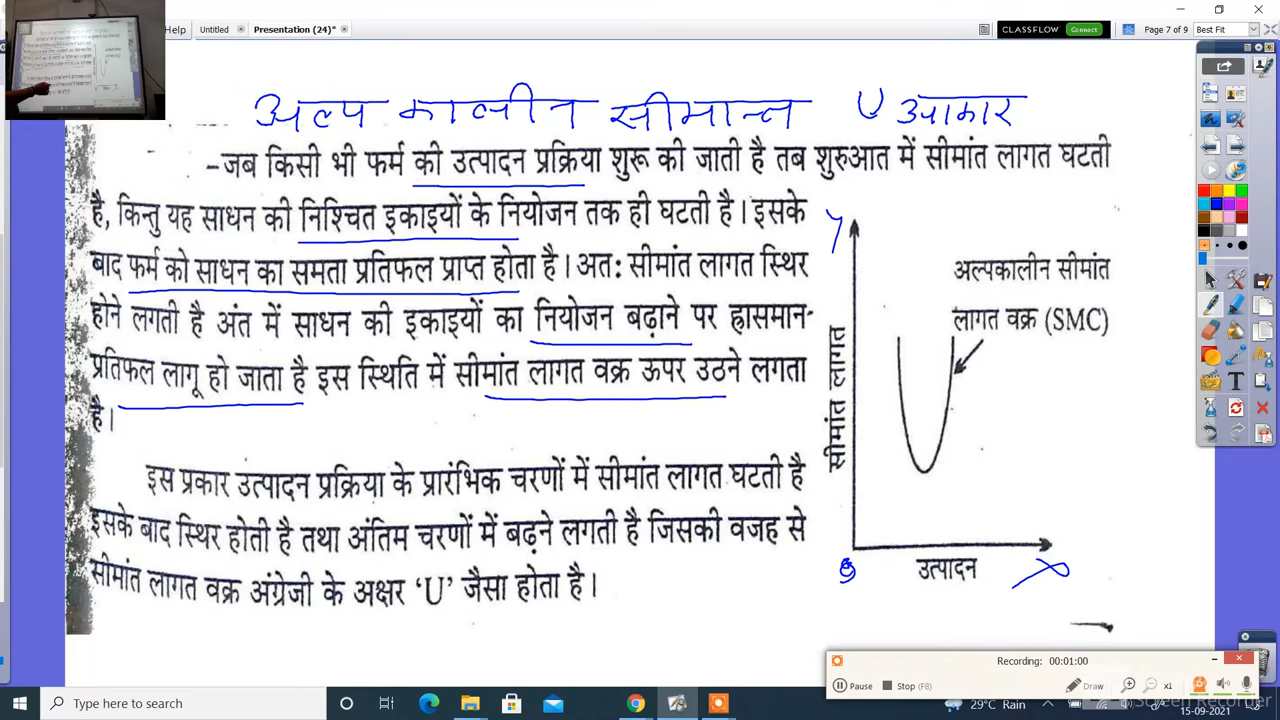 Help
Untitled
Presentation (24)*
CLASSFLOW
Connect
Page 7 of 9
Best Fit
अल्प कालीन सीमान्त U आकार
-जब किसी भी फर्म की उत्पादन प्रक्रिया शुरू की जाती है तब शुरुआत में सीमांत लागत घटती
है, किन्तु यह साधन की निश्चित इकाइयों के नियोजन तक ही घटती है। इसके
बाद फर्म को साधन का समता प्रतिफल प्राप्त होता है। अत: सीमांत लागत स्थिर
होने लगती है अंत में साधन की इकाइयों का नियोजन बढ़ाने पर ह्रासमान-
प्रतिफल लागू हो जाता है इस स्थिति में सीमांत लागत वक्र ऊपर उठने लगता
है।
इस प्रकार उत्पादन प्रक्रिया के प्रारंभिक चरणों में सीमांत लागत घटती है
इसके बाद स्थिर होती है तथा अंतिम चरणों में बढ़ने लगती है जिसकी वजह से
सीमांत लागत वक्र अंग्रेजी के अक्षर 'U' जैसा होता है।
y
अल्पकालीन सीमांत
लागत वक्र (SMC)
सीमांत लागत
उत्पादन
x
Recording: 00:01:00
Pause
Stop (F8)
x1
Draw
Screen Recorder
Type here to search
29°C Rain
15-09-2021